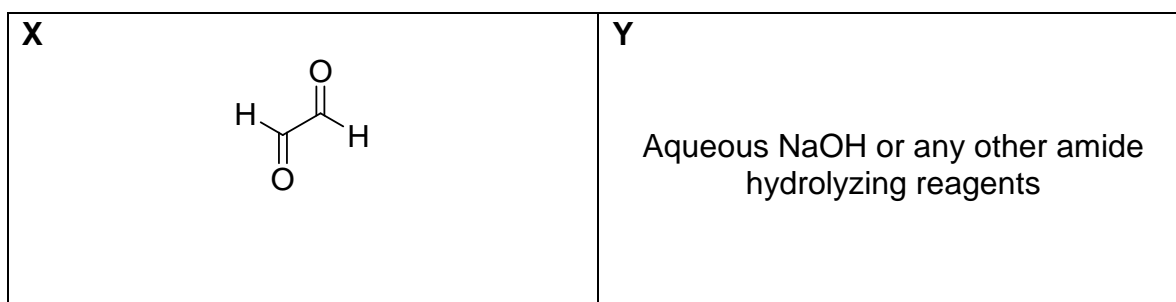 X
O
H
H
O
Y
Aqueous NaOH or any other amide
hydrolyzing reagents